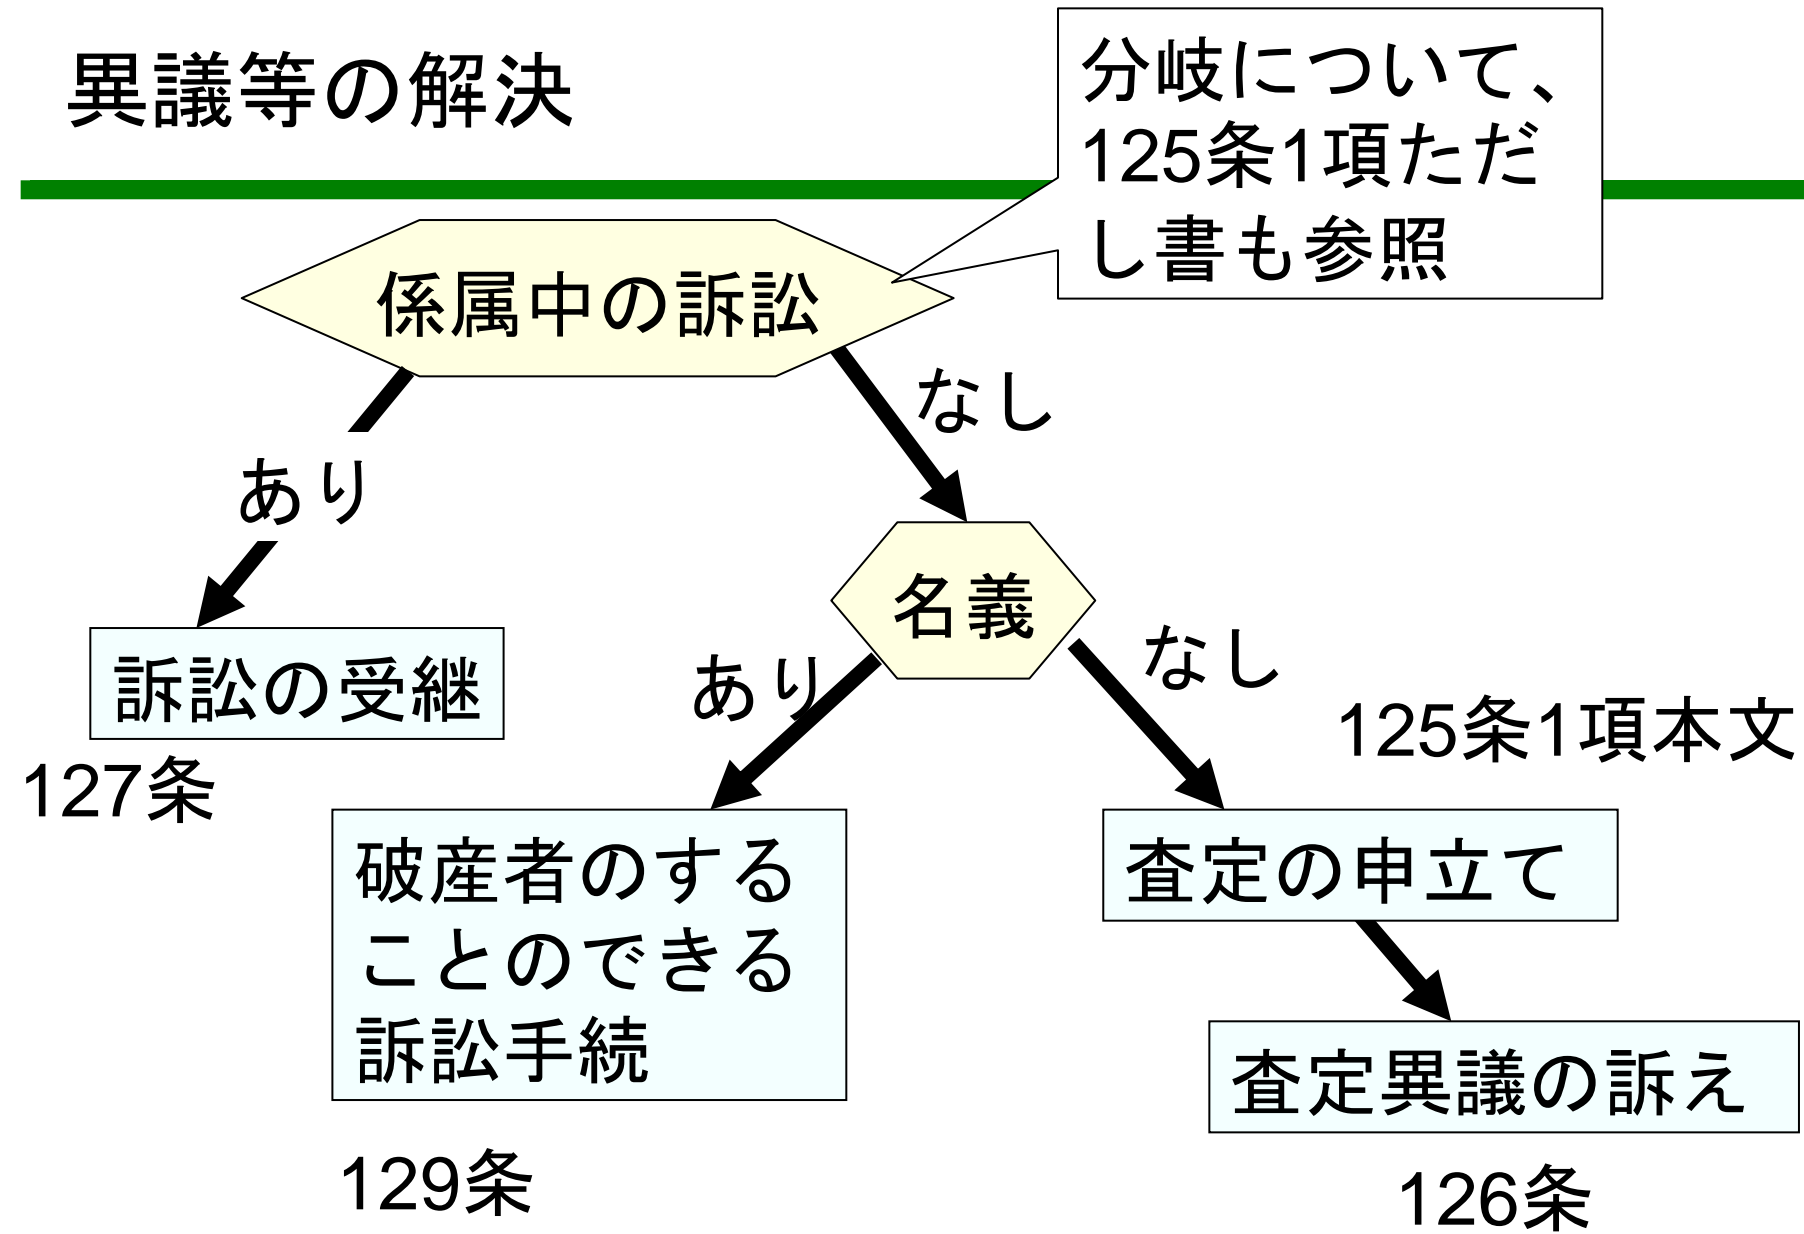 異議等の解決
分岐について、
125条1項ただ
し書も参照
係属中の訴訟
なし
あり
名義
訴訟の受継
127条
あり
なし
125条1項本文
破産者のする
ことのできる
訴訟手続
129条
査定の申立て
査定異議の訴え
126条